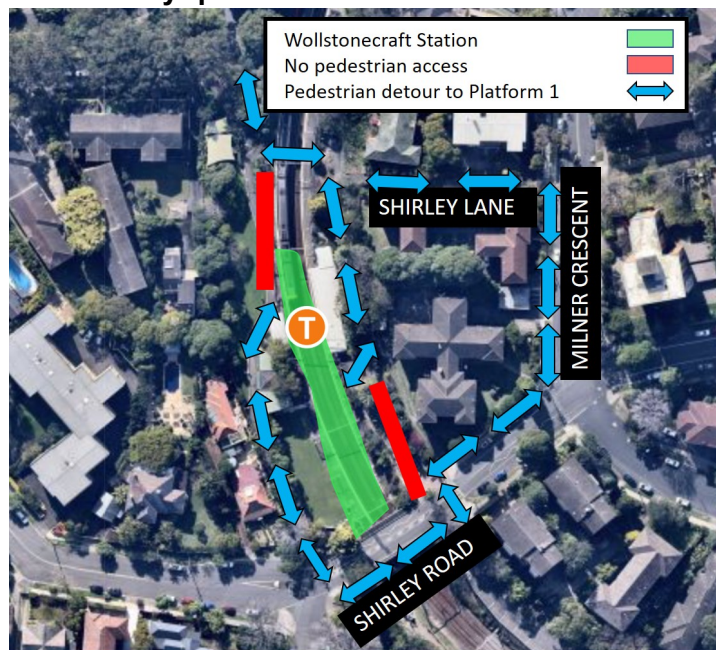 Wollstonecraft Station
No pedestrian access
Pedestrian detour to Platform 1
SHIRLEY LANE
MILNER CRESCENT
T
SHIRLEY ROAD